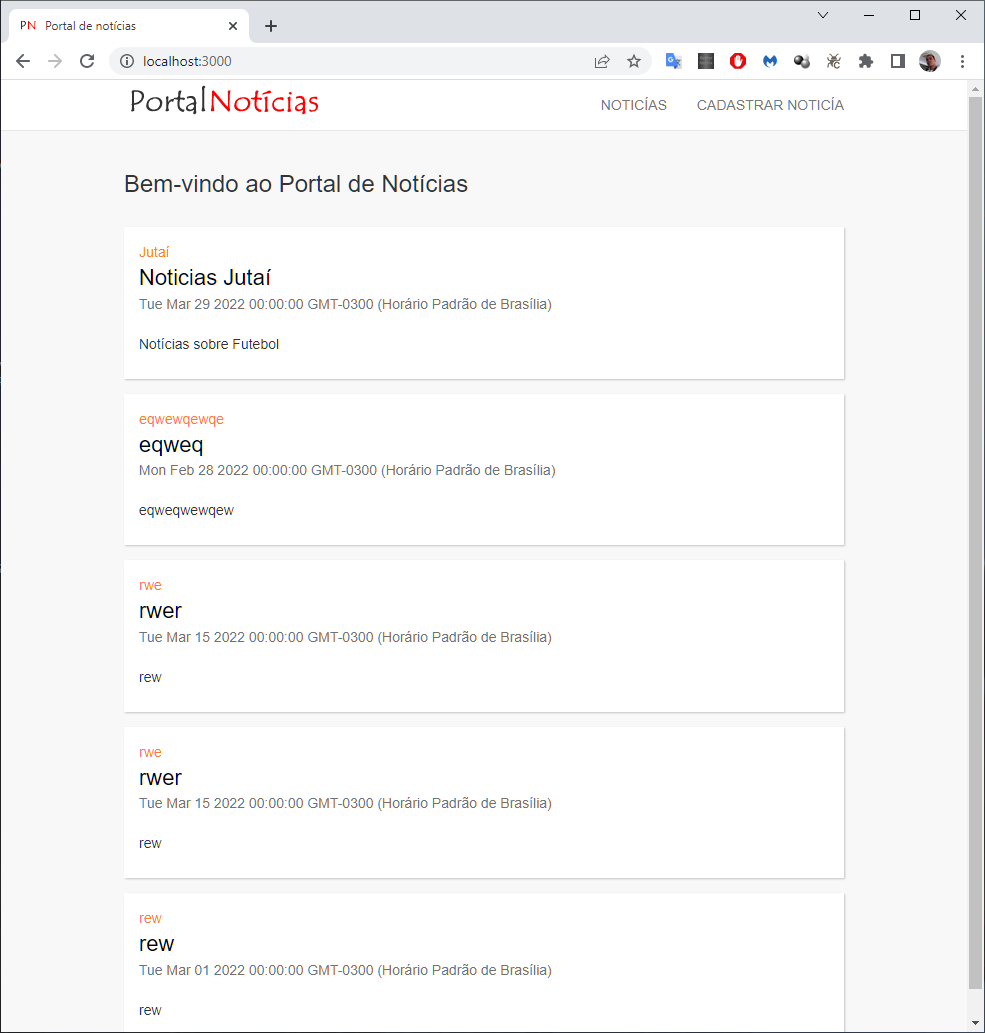 PN Portal de notícias
localhost:3000
PortalNotícias
NOTICÍAS CADASTRAR NOTICÍA
Bem-vindo ao Portal de Notícias
Jutaí
Noticias Jutaí
Tue Mar 29 2022 00:00:00 GMT-0300 (Horário Padrão de Brasília)
Notícias sobre Futebol
eqwewqewqe
eqweq
Mon Feb 28 2022 00:00:00 GMT-0300 (Horário Padrão de Brasília)
eqweqwewqew
rwe
rwer
Tue Mar 15 2022 00:00:00 GMT-0300 (Horário Padrão de Brasília)
rew
rwe
rwer
Tue Mar 15 2022 00:00:00 GMT-0300 (Horário Padrão de Brasília)
rew
rew
rew
Tue Mar 01 2022 00:00:00 GMT-0300 (Horário Padrão de Brasília)
rew